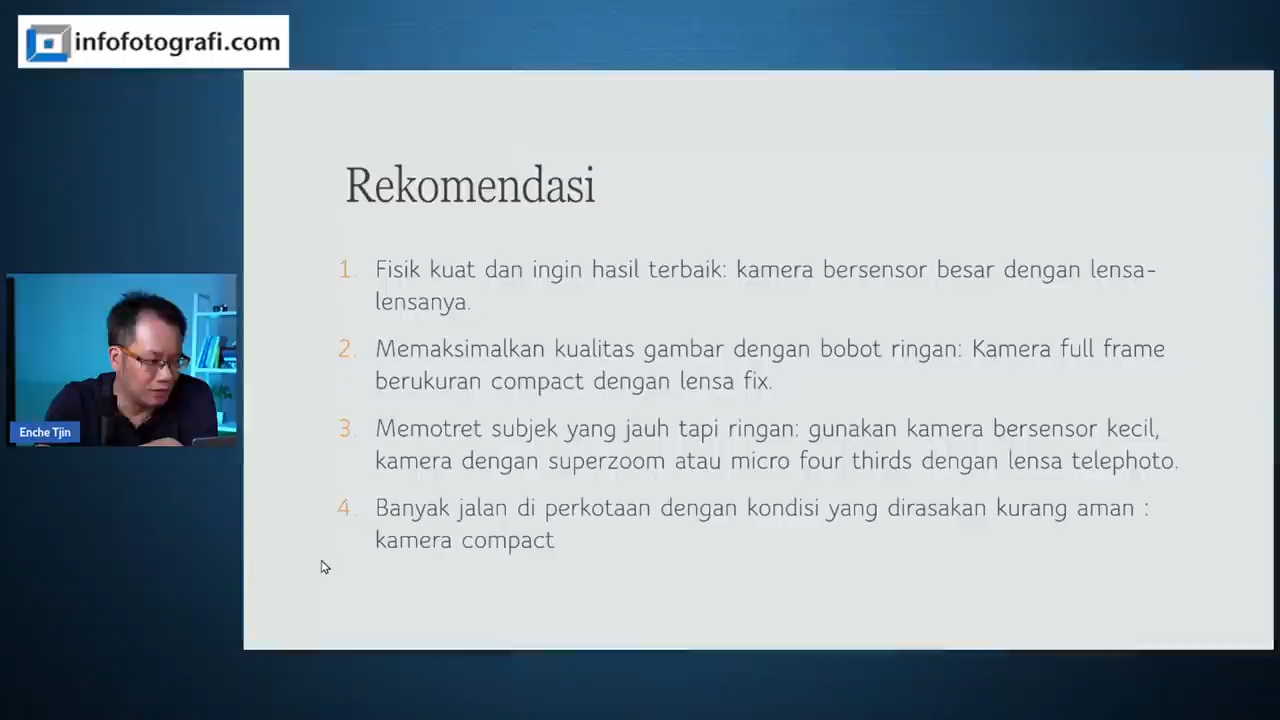 infofotografi.com
Rekomendasi
1. Fisik kuat dan ingin hasil terbaik: kamera bersensor besar dengan lensa-
lensanya.
2. Memaksimalkan kualitas gambar dengan bobot ringan: Kamera full frame
berukuran compact dengan lensa fix.
3. Memotret subjek yang jauh tapi ringan: gunakan kamera bersensor kecil,
kamera dengan superzoom atau micro four thirds dengan lensa telephoto.
4. Banyak jalan di perkotaan dengan kondisi yang dirasakan kurang aman :
kamera compact
Enche Tjin